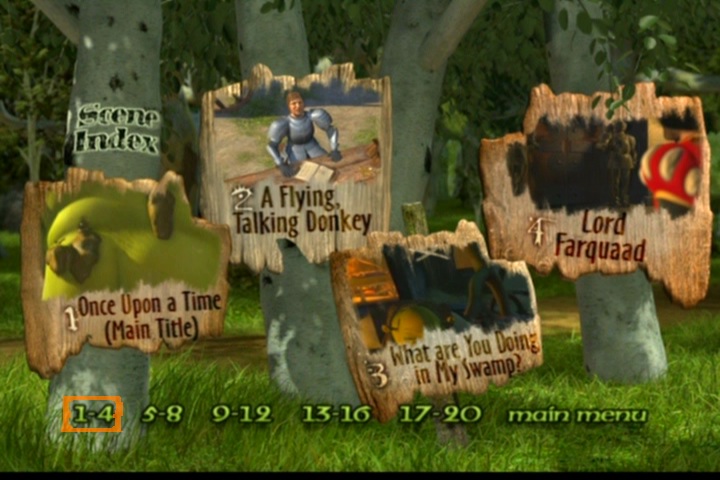 Scene
Index
1 Once Upon a Time
(Main Title)
2 A Flying,
Talking Donkey
3 What are You Doing
in My Swamp?
4 Lord
Farquaad
1-4 5-8 9-12 13-16 17-20 main menu